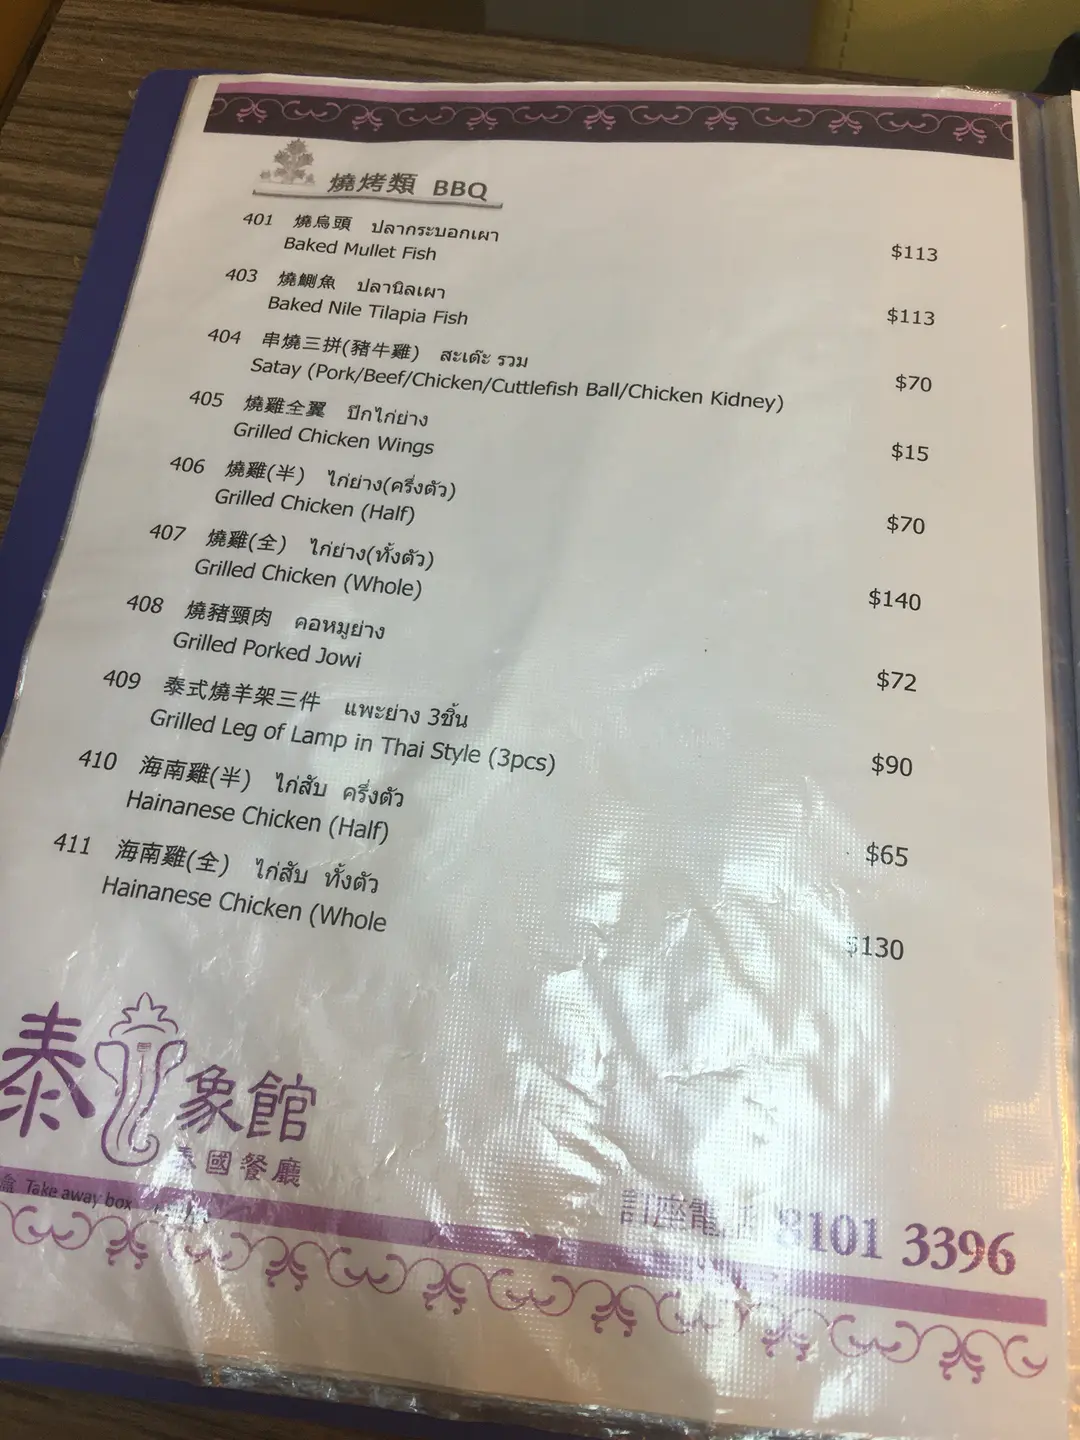 燒烤類 BBQ
401 燒烏頭 ปลากระบอกเผา
Baked Mullet Fish
$113
403 燒鰂魚 ปลานิลเผา
Baked Nile Tilapia Fish
$113
404 串燒三拼(豬牛雞) สะเต๊ะ รวม
Satay (Pork/Beef/Chicken/Cuttlefish Ball/Chicken Kidney)
$70
405 燒雞全翼 ปีกไก่ย่าง
Grilled Chicken Wings
$15
406 燒雞(半) ไก่ย่าง(ครึ่งตัว)
Grilled Chicken (Half)
$70
407 燒雞(全) ไก่ย่าง(ทั้งตัว)
Grilled Chicken (Whole)
$140
408 燒豬頸肉 คอหมูย่าง
Grilled Porked Jowi
$72
409 泰式燒羊架三件 แพะย่าง 3ชิ้น
Grilled Leg of Lamp in Thai Style (3pcs)
$90
410 海南雞(半) ไก่สับ ครึ่งตัว
Hainanese Chicken (Half)
$65
411 海南雞(全) ไก่สับ ทั้งตัว
Hainanese Chicken (Whole
$130
泰象館
泰國餐廳
盒 Take away box
訂座電話 8101 3396